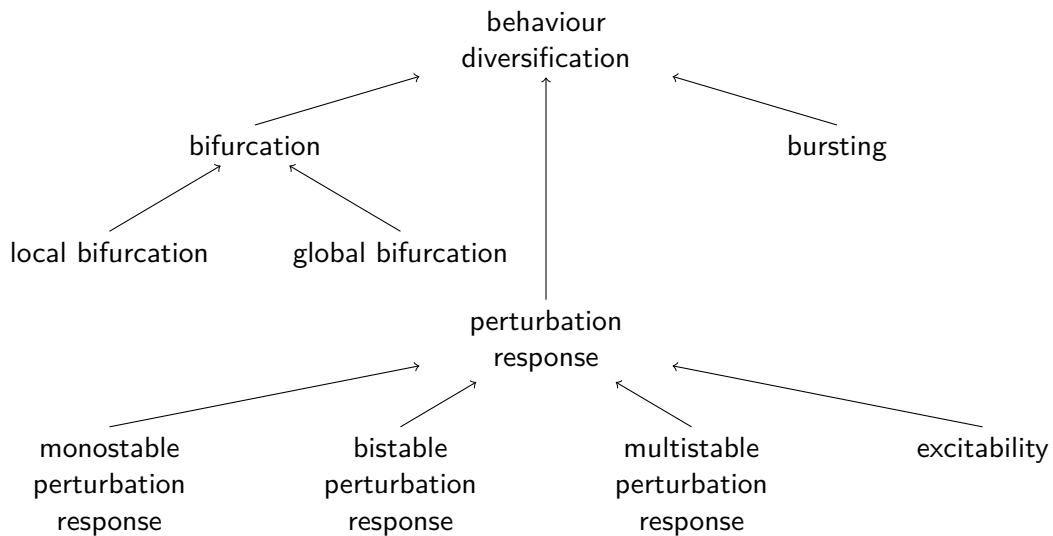 behaviour
diversification
bifurcation
bursting
local bifurcation
global bifurcation
perturbation
response
monostable
perturbation
response
bistable
perturbation
response
multistable
perturbation
response
excitability